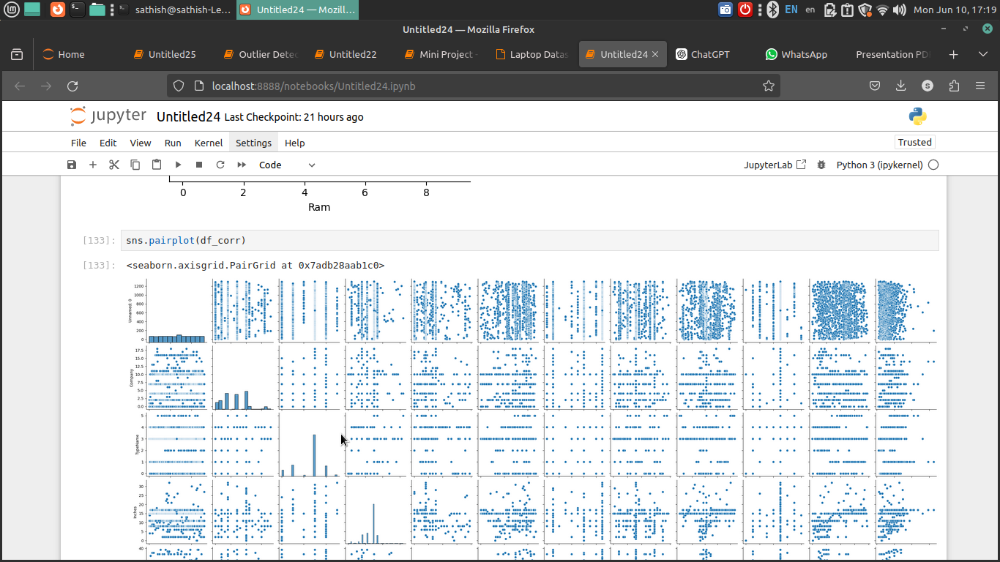 sathish@sathish-Le...
Untitled24 — Mozill...
EN
en
Mon Jun 10, 17:19
Untitled24 — Mozilla Firefox
Home
Untitled25
Outlier Detec
Untitled22
Mini Project -
Laptop Datas
Untitled24
ChatGPT
WhatsApp
Presentation PD
localhost:8888/notebooks/Untitled24.ipynb
S
jupyter Untitled24 Last Checkpoint: 21 hours ago
File Edit View Run Kernel Settings Help
Trusted
Code
JupyterLab
Python 3 (ipykernel)
0 2 4 6 8
Ram
[133]: sns.pairplot(df_corr)
[133]: <seaborn.axisgrid.PairGrid at 0x7adb28aab1c0>
Unnamed: 0
1200
1000
800
600
400
200
0
Company
17.5
15.0
12.5
10.0
7.5
5.0
2.5
0.0
TypeName
5
4
3
2
1
0
Inches
30
25
20
15
10
5
0
40